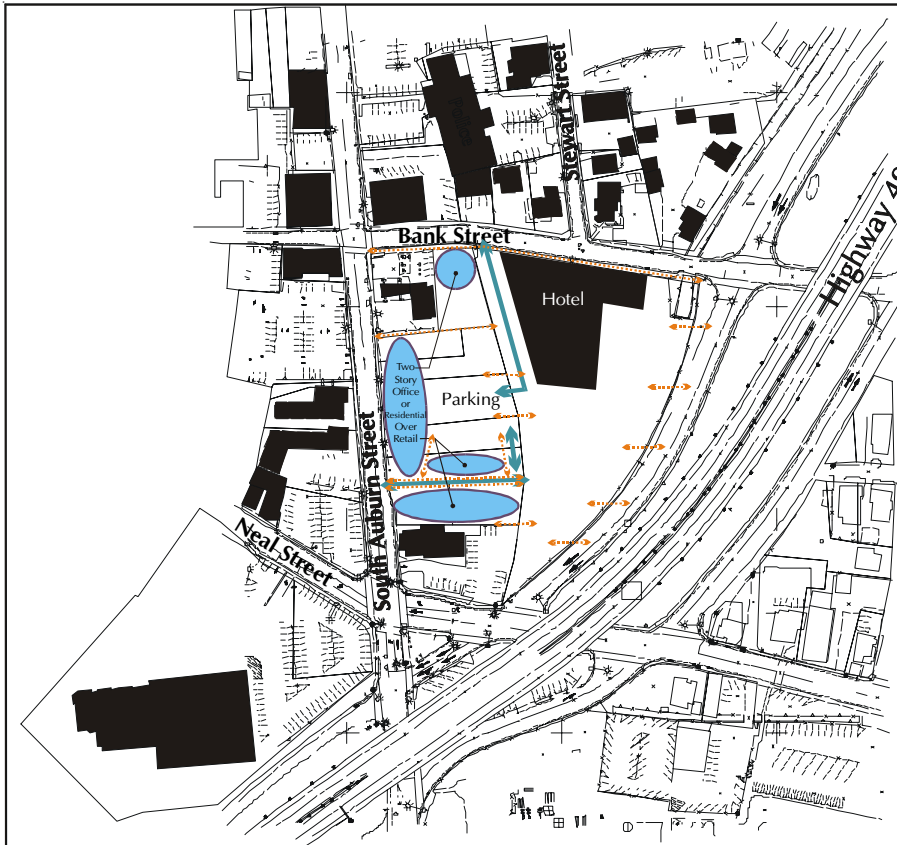 Stewart Street
Bank Street
Highway 49
Hotel
Two
Story
Office
or
Residential
Over
Retail
Parking
South Auburn Street
Neal Street